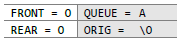 FRONT = 0 QUEUE = A
REAR = 0 ORIG = \0